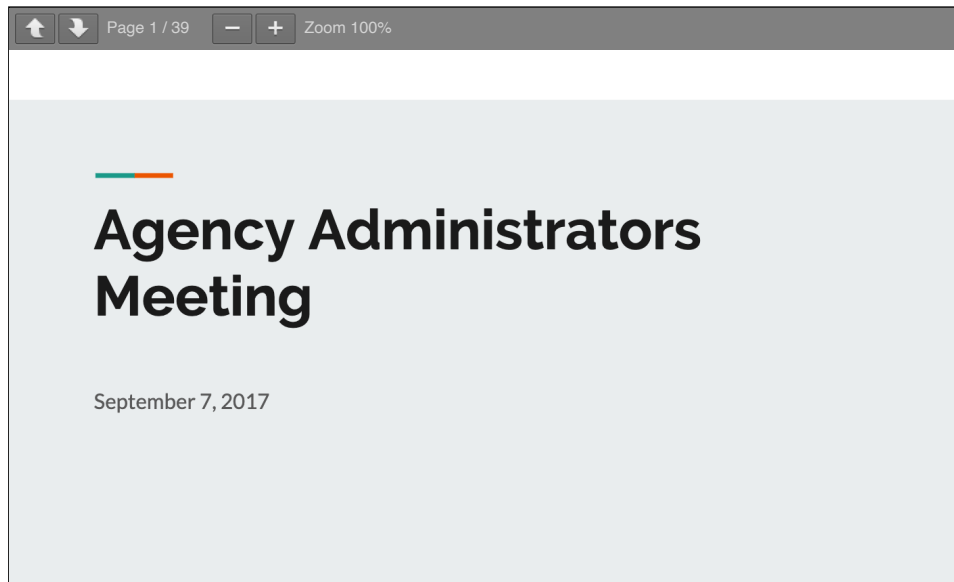 Page 1 / 39 Zoom 100%
Agency Administrators
Meeting
September 7, 2017